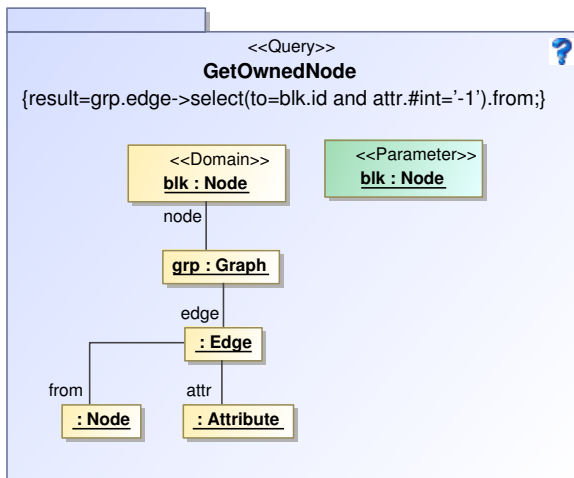 <<Query>>
GetOwnedNode
{result=grp.edge->select(to=blk.id and attr.#int='-1').from;}
<<Domain>>
blk : Node
<<Parameter>>
blk : Node
node
grp : Graph
edge
: Edge
from
attr
: Node
: Attribute